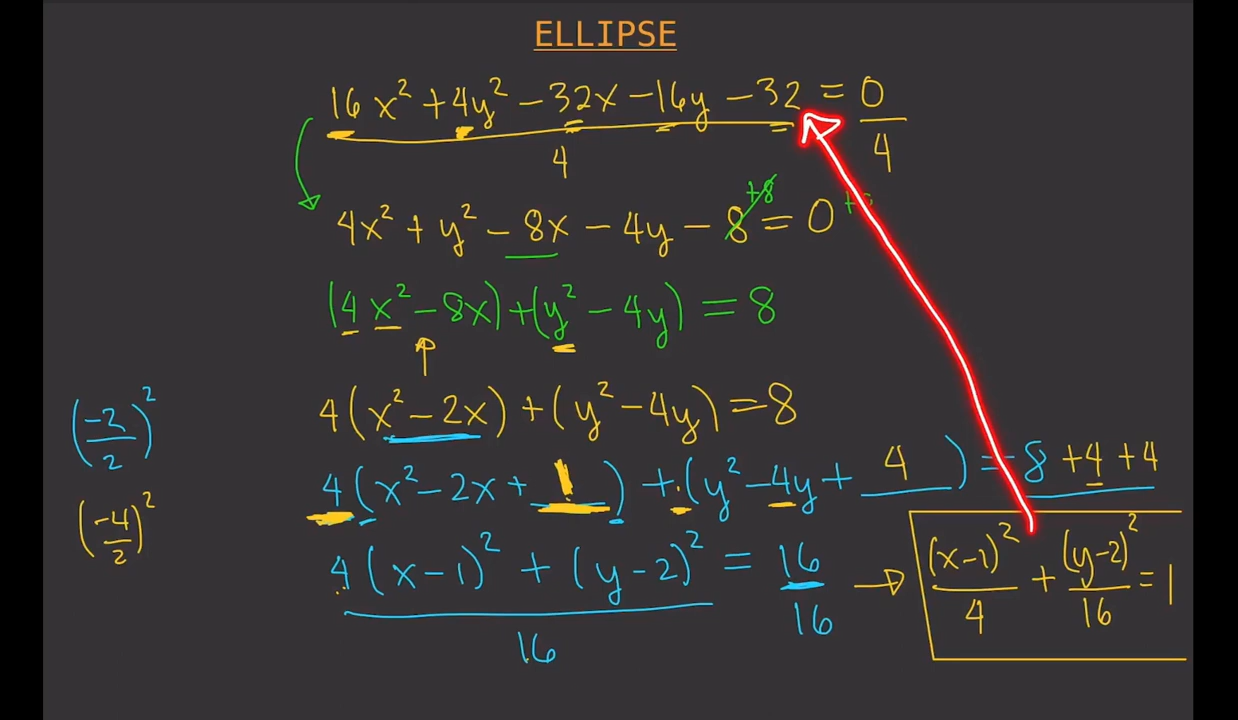 ELLIPSE
16x² + 4y² - 32x - 16y - 32 = 0
4 4
+8
4x² + y² - 8x - 4y - 8 = 0
(4x² - 8x) + (y² - 4y) = 8
4(x² - 2x) + (y² - 4y) = 8
(-2/2)²
4(x² - 2x + 1) + (y² - 4y + 4) = 8 + 4 + 4
(-4/2)²
4(x - 1)² + (y - 2)² = 16 → (x-1)²/4 + (y-2)²/16 = 1
16 16